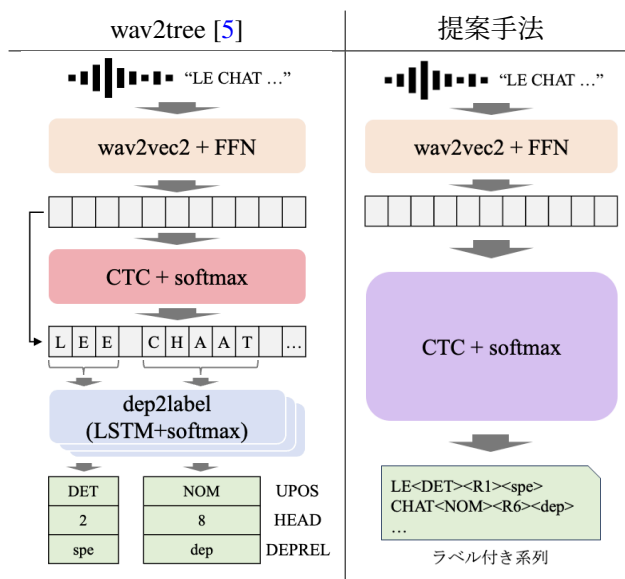 wav2tree [5]
"LE CHAT …"
wav2vec2 + FFN
CTC + softmax
L E E C H A A T …
dep2label
(LSTM+softmax)
DET NOM UPOS
2 8 HEAD
spe dep DEPREL
提案手法
"LE CHAT …"
wav2vec2 + FFN
CTC + softmax
LE<DET><R1><spe>
CHAT<NOM><R6><dep>
…
ラベル付き系列